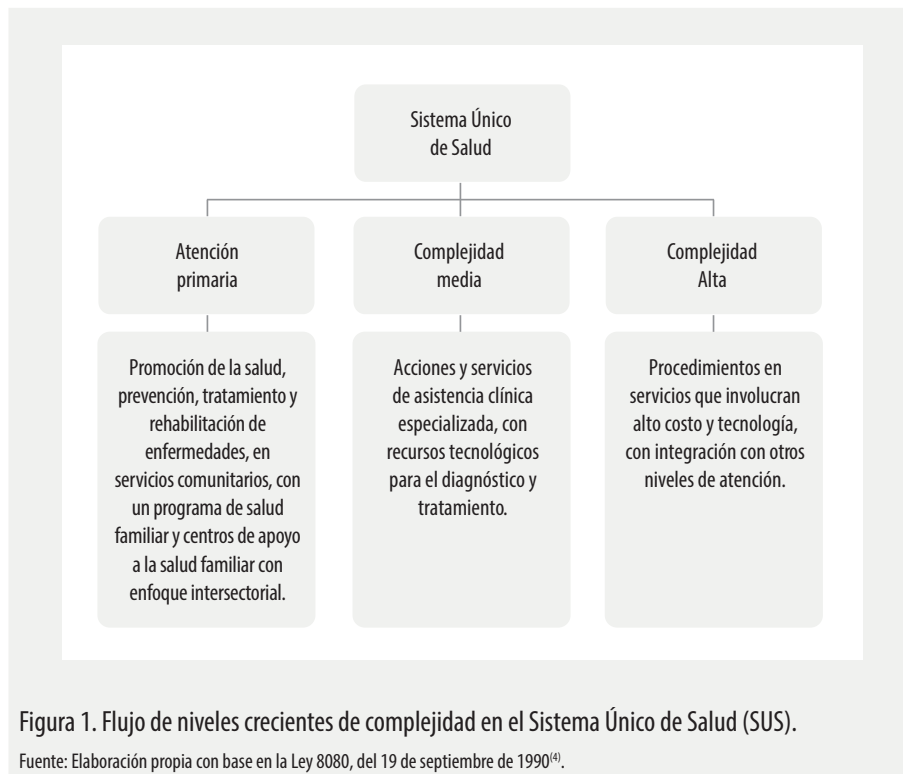 Sistema Único
de Salud
Atención
primaria
Complejidad
media
Complejidad
Alta
Promoción de la salud,
prevención, tratamiento y
rehabilitación de
enfermedades, en
servicios comunitarios, con
un programa de salud
familiar y centros de apoyo
a la salud familiar con
enfoque intersectorial.
Acciones y servicios
de asistencia clínica
especializada, con
recursos tecnológicos
para el diagnóstico y
tratamiento.
Procedimientos en
servicios que involucran
alto costo y tecnología,
con integración con otros
niveles de atención.
Figura 1. Flujo de niveles crecientes de complejidad en el Sistema Único de Salud (SUS).
Fuente: Elaboración propia con base en la Ley 8080, del 19 de septiembre de 1990(4).